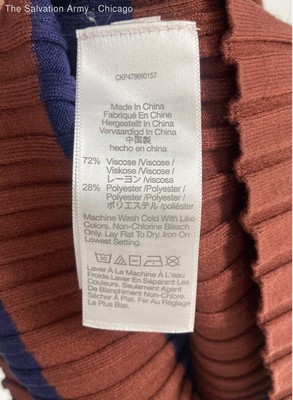 The Salvation Army - Chicago
CKP478690157
Made In China
Fabriqué En Chine
Hergestellt In China
Vervaardigd In China
中国製
hecho en china
72% Viscose /Viscose/
Viskose /Viscose/
レーヨン /viscosa
28% Polyester /Polyester/
Polyester /Polyester/
ポリエステル /poliéster
Machine Wash Cold With Like
Colors. Non-Chlorine Bleach
Only. Lay Flat To Dry. Iron On
Lowest Setting.
Laver À La Machine À L'eau
Froide.Laver En Séparant Les
Couleurs. Seulement Agent
De Blanchiment Non-Chlore.
Sécher À Plat. Fer Au Réglage
Le Plus Bas.